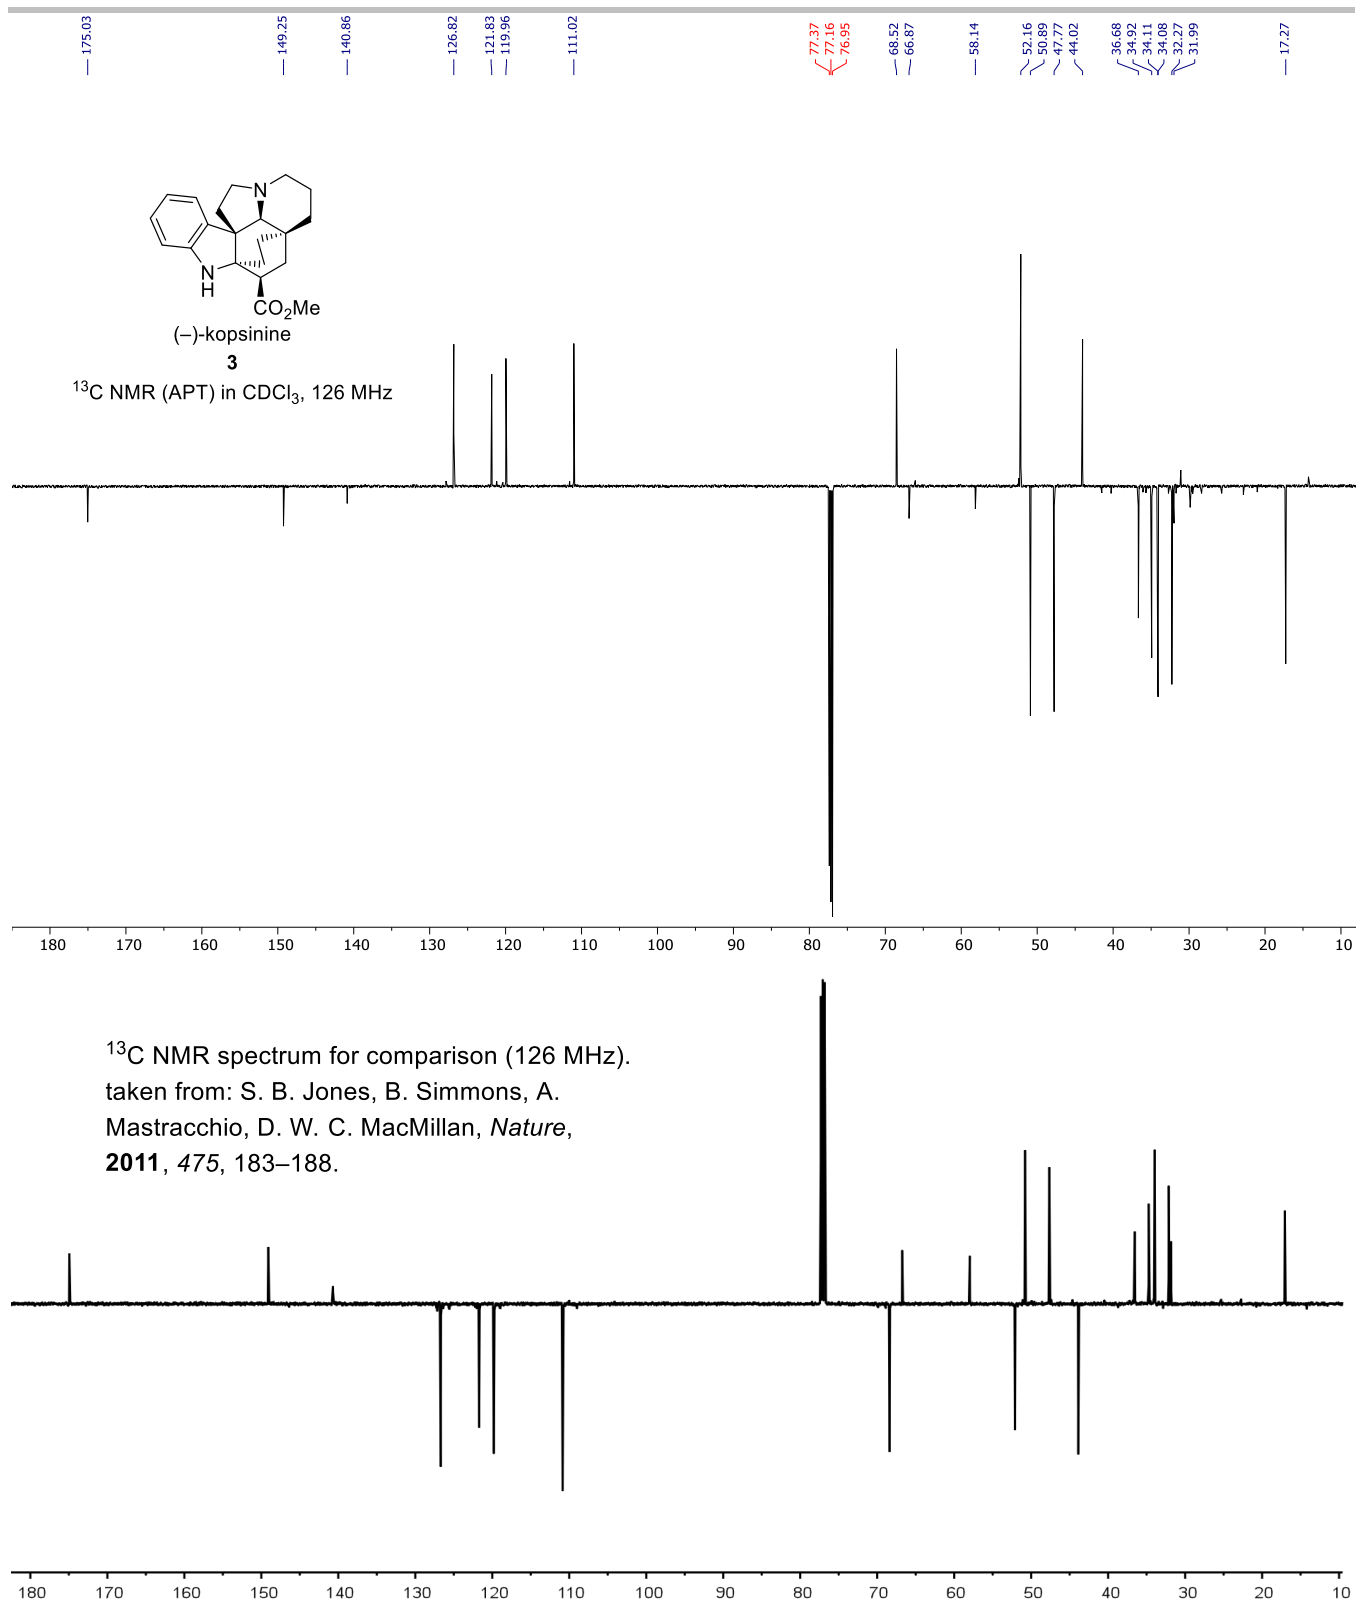 175.03
149.25
140.86
126.82
121.83
119.96
111.02
77.37
77.16
76.95
68.52
66.87
58.14
52.16
50.89
47.77
44.02
36.68
34.92
34.11
34.08
32.27
31.99
17.27
N
N
H
CO2Me
(–)-kopsinine
3
13C NMR (APT) in CDCl3, 126 MHz
180 170 160 150 140 130 120 110 100 90 80 70 60 50 40 30 20 10
13C NMR spectrum for comparison (126 MHz).
taken from: S. B. Jones, B. Simmons, A.
Mastracchio, D. W. C. MacMillan, Nature,
2011, 475, 183–188.
180 170 160 150 140 130 120 110 100 90 80 70 60 50 40 30 20 10